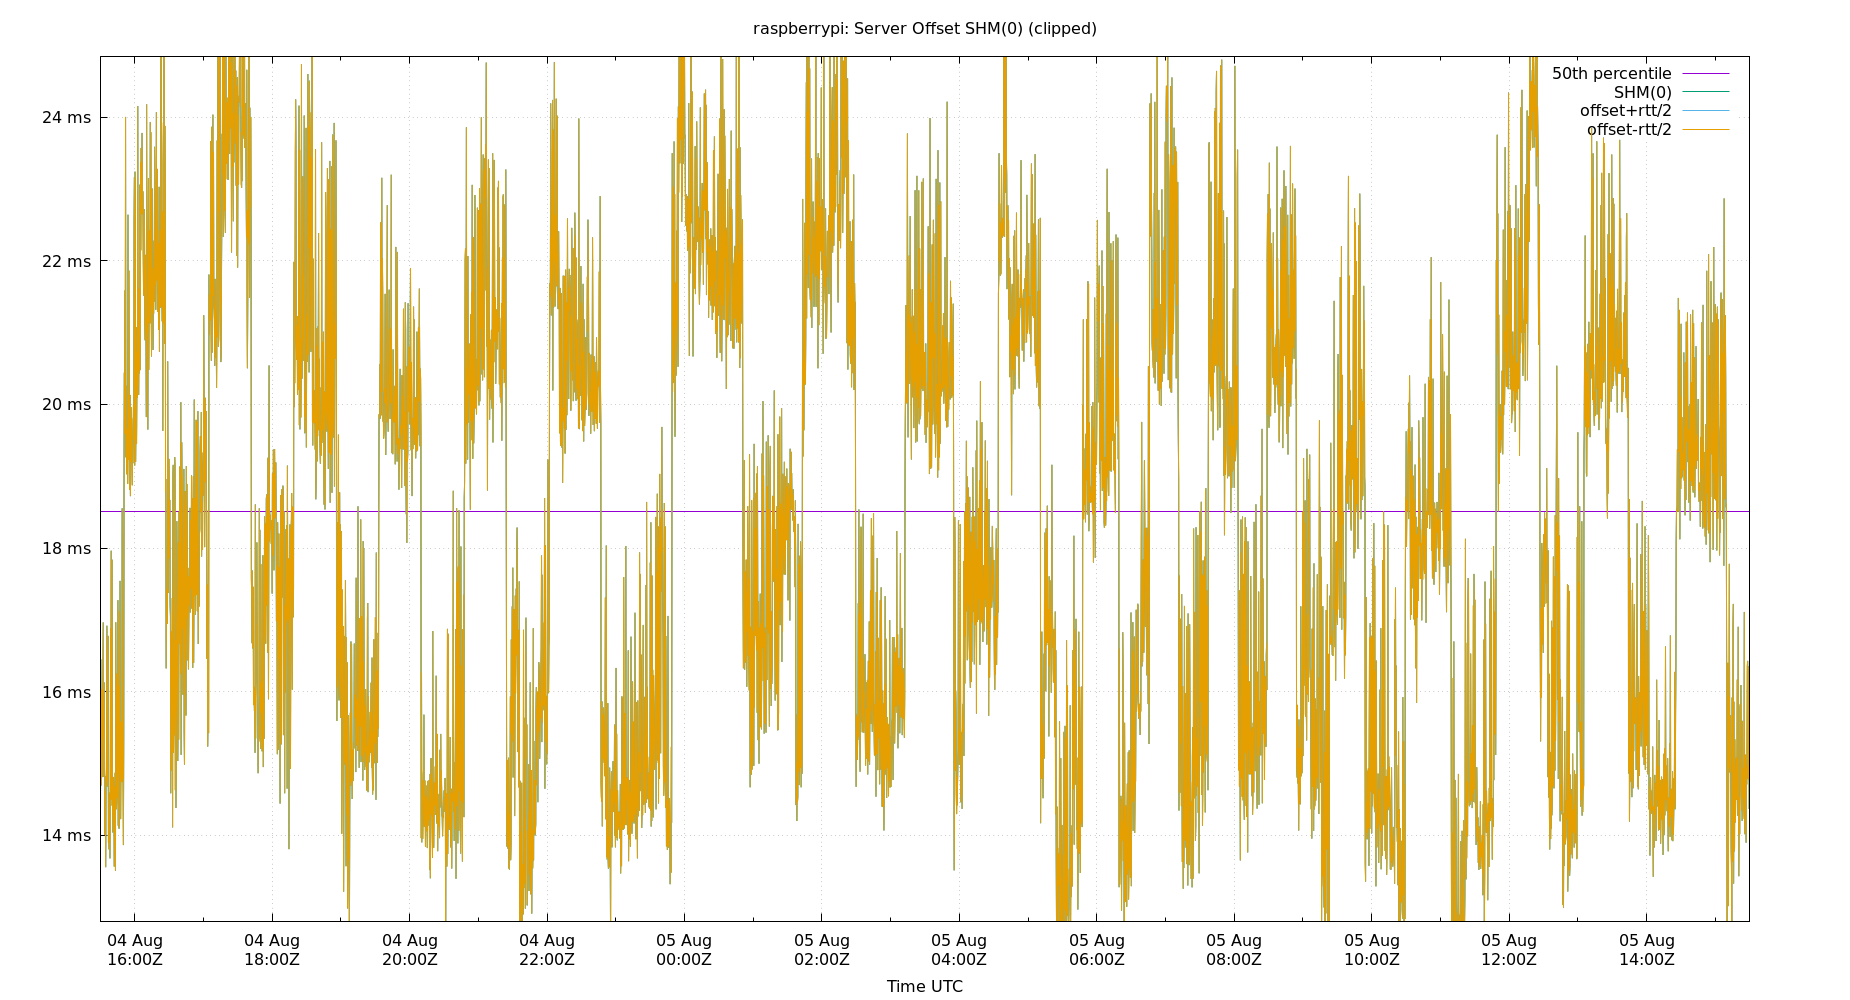 raspberrypi: Server Offset SHM(0) (clipped)
50th percentile
SHM(0)
offset+rtt/2
offset-rtt/2
24 ms
22 ms
20 ms
18 ms
16 ms
14 ms
04 Aug 04 Aug 04 Aug 04 Aug 05 Aug 05 Aug 05 Aug 05 Aug 05 Aug 05 Aug 05 Aug 05 Aug
16:00Z 18:00Z 20:00Z 22:00Z 00:00Z 02:00Z 04:00Z 06:00Z 08:00Z 10:00Z 12:00Z 14:00Z
Time UTC